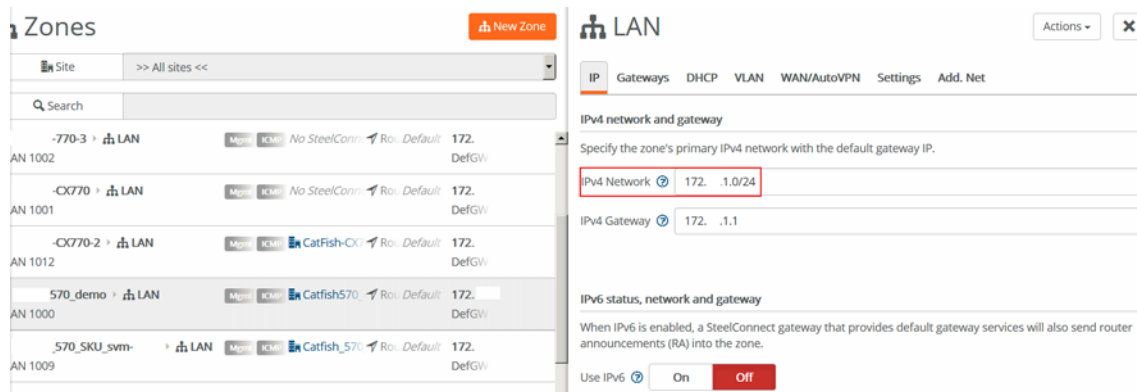 Zones
New Zone
Site >> All sites <<
Search
-770-3 LAN Mgmt ICMP No SteelConn Rou Default 172.
AN 1002 DefGW
-CX770 LAN Mgmt ICMP No SteelConn Rou Default 172.
AN 1001 DefGW
-CX770-2 LAN Mgmt ICMP CatFish-CX7 Rou Default 172.
AN 1012 DefGW
570_demo LAN Mgmt ICMP Catfish570_ Rou Default 172.
AN 1000 DefGW
_570_SKU_svm- LAN Mgmt ICMP Catfish_570 Rou Default 172.
AN 1009 DefGW
LAN
Actions
IP Gateways DHCP VLAN WAN/AutoVPN Settings Add. Net
IPv4 network and gateway
Specify the zone's primary IPv4 network with the default gateway IP.
IPv4 Network 172. .1.0/24
IPv4 Gateway 172. .1.1
IPv6 status, network and gateway
When IPv6 is enabled, a SteelConnect gateway that provides default gateway services will also send router
announcements (RA) into the zone.
Use IPv6 On Off